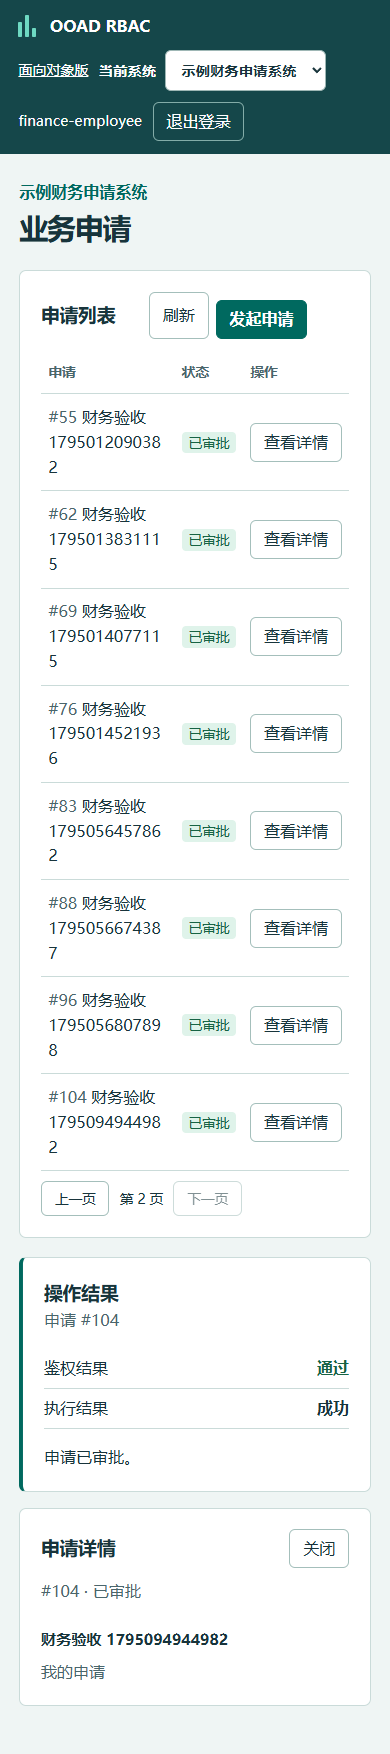 OOAD RBAC
面向对象版 当前系统 示例财务申请系统
finance-employee 退出登录
示例财务申请系统
业务申请
申请列表 刷新 发起申请
申请 状态 操作
#55 财务验收
179501209038
2
已审批 查看详情
#62 财务验收
179501383111
5
已审批 查看详情
#69 财务验收
179501407711
5
已审批 查看详情
#76 财务验收
179501452193
6
已审批 查看详情
#83 财务验收
179505645786
2
已审批 查看详情
#88 财务验收
179505667438
7
已审批 查看详情
#96 财务验收
179505680789
8
已审批 查看详情
#104 财务验收
179509494498
2
已审批 查看详情
上一页 第 2 页 下一页
操作结果
申请 #104
鉴权结果 通过
执行结果 成功
申请已审批。
申请详情 关闭
#104 · 已审批
财务验收 1795094944982
我的申请